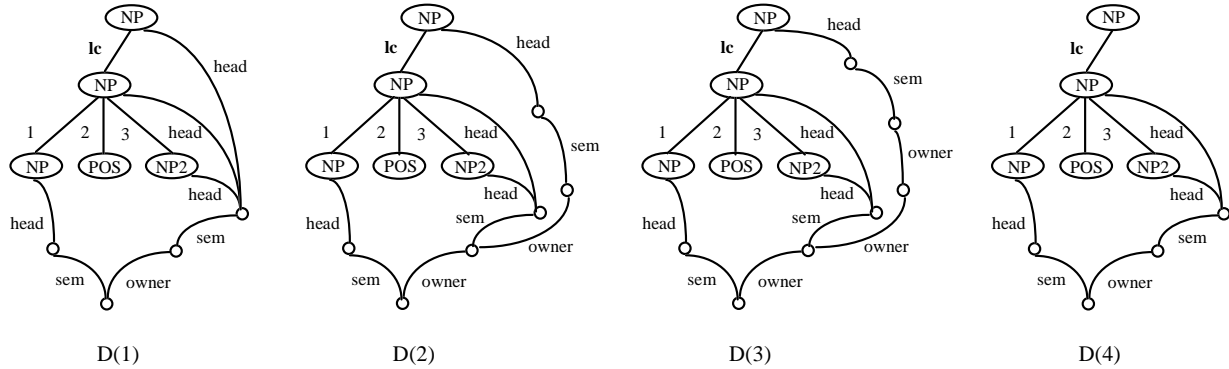 NP NP NP NP
head head
lc lc lc lc
head sem
NP NP NP NP
owner
1 2 3 head 1 2 3 head sem 1 2 3 head 1 2 3 head
NP POS NP2 NP POS NP2 NP POS NP2 NP POS NP2
head head head head
head sem head sem head sem head sem
owner owner
sem owner sem owner sem owner sem owner
D(1) D(2) D(3) D(4)